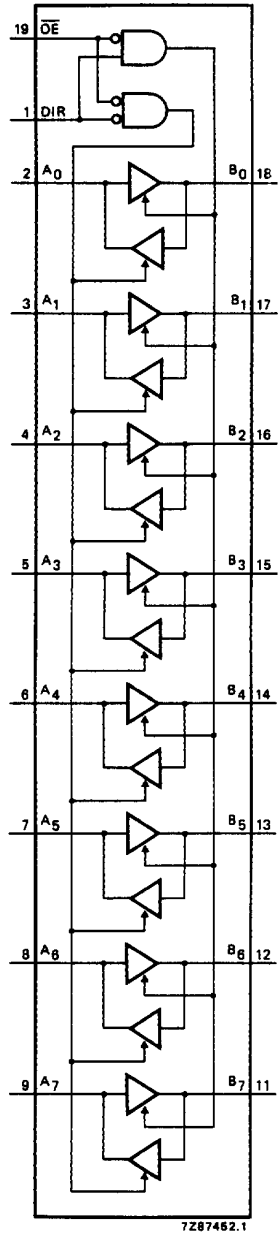 19 O̅E̅
1 DIR
2 A0 B0 18
3 A1 B1 17
4 A2 B2 16
5 A3 B3 15
6 A4 B4 14
7 A5 B5 13
8 A6 B6 12
9 A7 B7 11
7Z87452.1